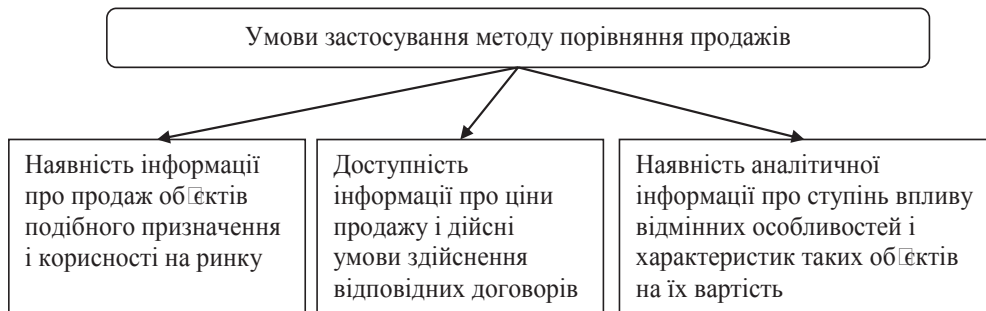 Умови застосування методу порівняння продажів
Наявність інформації
про продаж об□єктів
подібного призначення
і корисності на ринку
Доступність
інформації про ціни
продажу і дійсні
умови здійснення
відповідних договорів
Наявність аналітичної
інформації про ступінь впливу
відмінних особливостей і
характеристик таких об□єктів
на їх вартість